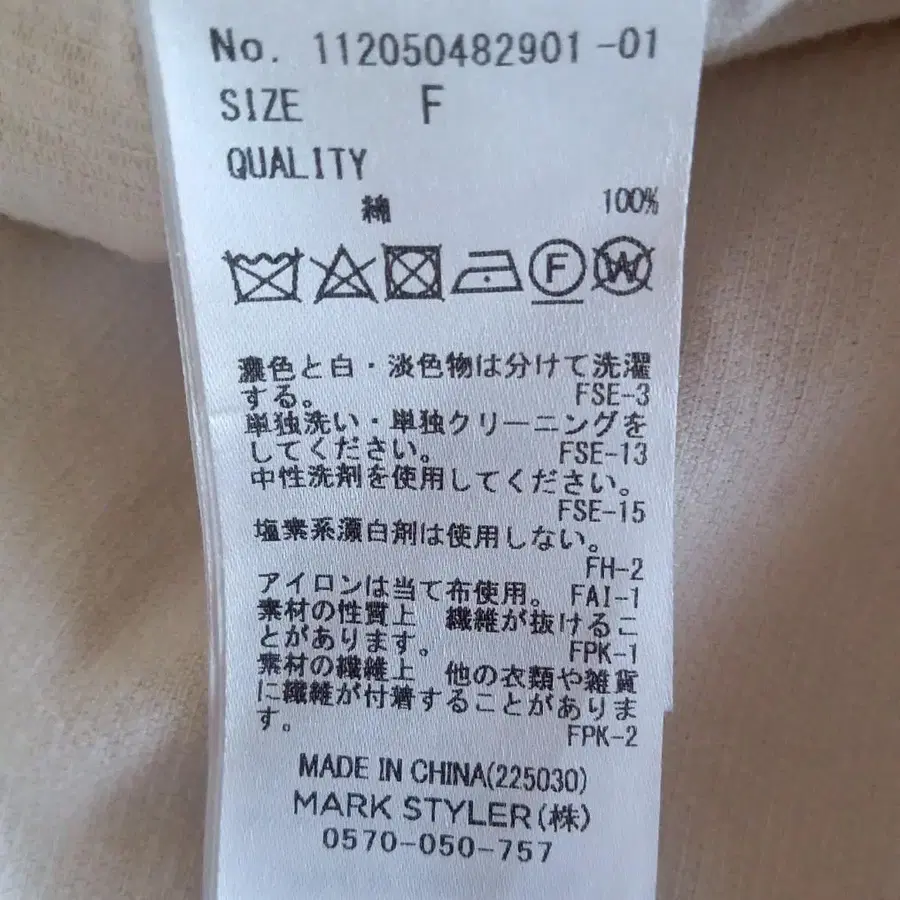 No. 112050482901-01
SIZE F
QUALITY
綿 100%
F W
濃色と白・淡色物は分けて洗濯
する。 FSE-3
単独洗い・単独クリーニングを
してください。 FSE-13
中性洗剤を使用してください。
FSE-15
塩素系漂白剤は使用しない。
FH-2
アイロンは当て布使用。 FAI-1
素材の性質上 繊維が抜けるこ
とがあります。 FPK-1
素材の繊維上 他の衣類や雑貨
に繊維が付着することがありま
す。 FPK-2
MADE IN CHINA(225030)
MARK STYLER(株)
0570-050-757